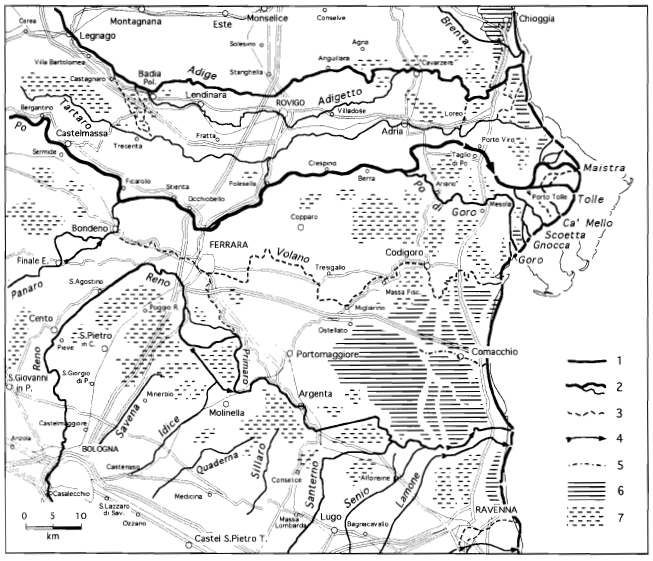 Cerea
Montagnana
Este
Monselice
Conselve
Chioggia
Legnago
Solesino
Agna
Brenta
Villa Bartolomea
Anguillara
Castagnaro
Badia
Pol.
Adige
Stanghella
Cavarzere
Bergantino
Tartaro
Lendinara
ROVIGO
Adigetto
Villadose
Loreo
Po
Castelmassa
Fratta
Adria
Trecenta
Porto Viro
Sermide
Crespino
Taglio
di Po
Maistra
Ficarolo
Stienta
Polesella
Berra
Ariano
Porto Tolle
Tolle
Occhiobello
Po di Goro
Mesola
Ca' Mello
Bondeno
Copparo
Scoetta
Gnocca
FERRARA
Volano
Codigoro
Goro
Finale E.
Tresigallo
Panaro
S.Agostino
Reno
Massa Fisc.
Poggio R.
Migliarino
Ostellato
Cento
S.Pietro
in C.
Pieve
Primaro
Portomaggiore
Comacchio
1
Reno
S.Giovanni
in P.
S.Giorgio
di P.
2
Minerbio
Argenta
3
Savena
Idice
Molinella
Castelmaggiore
4
Anzola
BOLOGNA
Castenaso
Quaderna
Sillaro
5
Conselice
Santerno
Senio
Alfonsine
Lamone
6
Casalecchio
Medicina
7
0 5 10
km
S.Lazzaro
di Sav.
Ozzano
Massa
Lombarda
Lugo
Bagnacavallo
RAVENNA
Castel S.Pietro T.